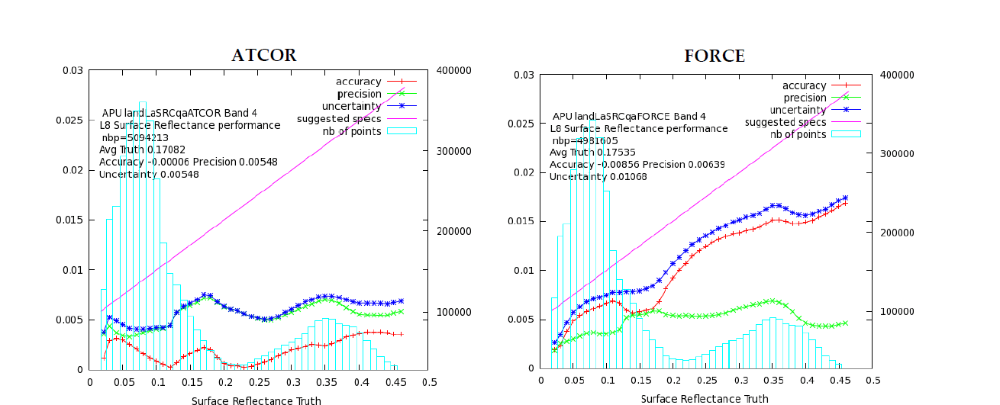 ATCOR
0.03
0.025
0.02
0.015
0.01
0.005
0
400000
300000
200000
100000
accuracy
precision
uncertainty
suggested specs
nb of points
APU landLaSRCqaATCOR Band 4
L8 Surface Reflectance performance
nbp=5094213
Avg Truth 0.17082
Accuracy -0.00006 Precision 0.00548
Uncertainty 0.00548
0 0.05 0.1 0.15 0.2 0.25 0.3 0.35 0.4 0.45 0.5
Surface Reflectance Truth
FORCE
0.03
0.025
0.02
0.015
0.01
0.005
0
400000
300000
200000
100000
accuracy
precision
uncertainty
suggested specs
nb of points
APU landLaSRCqaFORCE Band 4
L8 Surface Reflectance performance
nbp=4981605
Avg Truth 0.17535
Accuracy -0.00856 Precision 0.00639
Uncertainty 0.01068
0 0.05 0.1 0.15 0.2 0.25 0.3 0.35 0.4 0.45 0.5
Surface Reflectance Truth